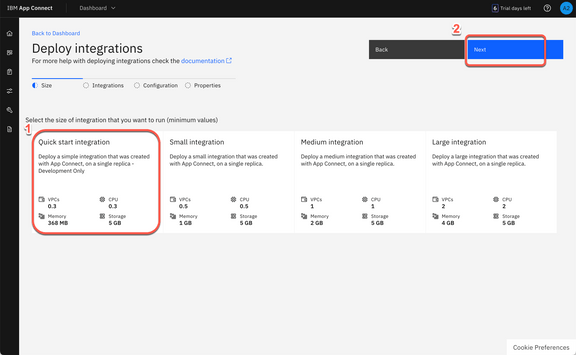 IBM App Connect
Dashboard
6 Trial days left
AZ
Back to Dashboard
Deploy integrations
For more help with deploying integrations check the documentation
2
Back
Next
Size
Integrations
Configuration
Properties
Select the size of integration that you want to run (minimum values)
1
Quick start integration
Deploy a simple integration that was created
with App Connect, on a single replica -
Development Only
VPCs
0.3
CPU
0.3
Memory
368 MB
Storage
5 GB
Small integration
Deploy a small integration that was created
with App Connect, on a single replica.
VPCs
0.5
CPU
0.5
Memory
1 GB
Storage
5 GB
Medium integration
Deploy a medium integration that was created
with App Connect, on a single replica.
VPCs
1
CPU
1
Memory
2 GB
Storage
5 GB
Large integration
Deploy a large integration that was created
with App Connect, on a single replica.
VPCs
2
CPU
2
Memory
4 GB
Storage
5 GB
Cookie Preferences